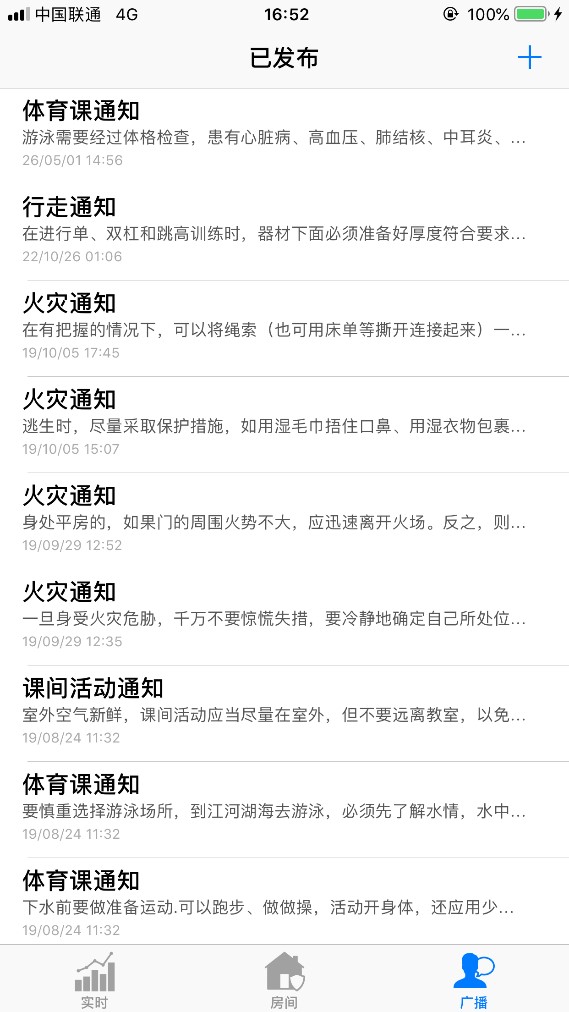 中国联通 4G 16:52 100%
已发布
体育课通知
游泳需要经过体格检查，患有心脏病、高血压、肺结核、中耳炎、...
26/05/01 14:56
行走通知
在进行单、双杠和跳高训练时，器材下面必须准备好厚度符合要求...
22/10/26 01:06
火灾通知
在有把握的情况下，可以将绳索（也可用床单等撕开连接起来）一...
19/10/05 17:45
火灾通知
逃生时，尽量采取保护措施，如用湿毛巾捂住口鼻、用湿衣物包裹...
19/10/05 15:07
火灾通知
身处平房的，如果门的周围火势不大，应迅速离开火场。反之，则...
19/09/29 12:52
火灾通知
一旦身受火灾危胁，千万不要惊慌失措，要冷静地确定自己所处位...
19/09/29 12:35
课间活动通知
室外空气新鲜，课间活动应当尽量在室外，但不要远离教室，以免...
19/08/24 11:32
体育课通知
要慎重选择游泳场所，到江河湖海去游泳，必须先了解水情，水中...
19/08/24 11:32
体育课通知
下水前要做准备运动.可以跑步、做做操，活动开身体，还应用少...
19/08/24 11:32
实时 房间 广播